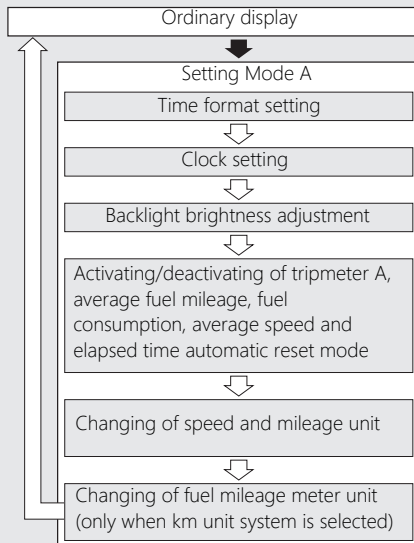 Ordinary display
Setting Mode A
Time format setting
Clock setting
Backlight brightness adjustment
Activating/deactivating of tripmeter A,
average fuel mileage, fuel
consumption, average speed and
elapsed time automatic reset mode
Changing of speed and mileage unit
Changing of fuel mileage meter unit
(only when km unit system is selected)